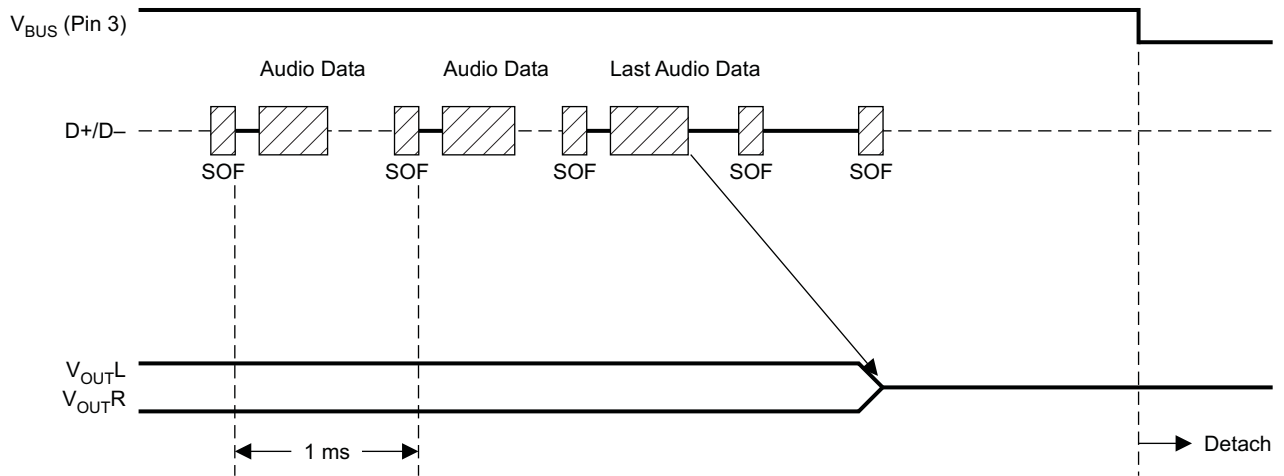 VBUS (Pin 3)
Audio Data Audio Data Last Audio Data
D+/D–
SOF SOF SOF SOF SOF
VOUTL
VOUTR
1 ms
Detach